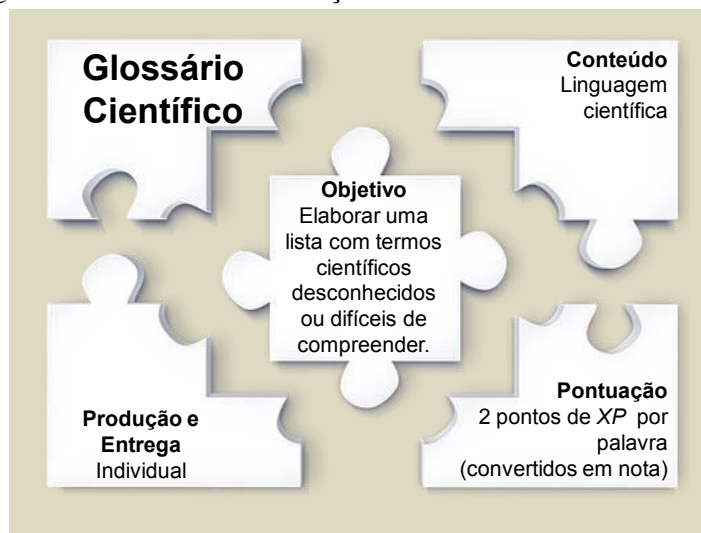 Glossário
Científico
Conteúdo
Linguagem
científica
Objetivo
Elaborar uma
lista com termos
científicos
desconhecidos
ou difíceis de
compreender.
Produção e
Entrega
Individual
Pontuação
2 pontos de XP por
palavra
(convertidos em nota)